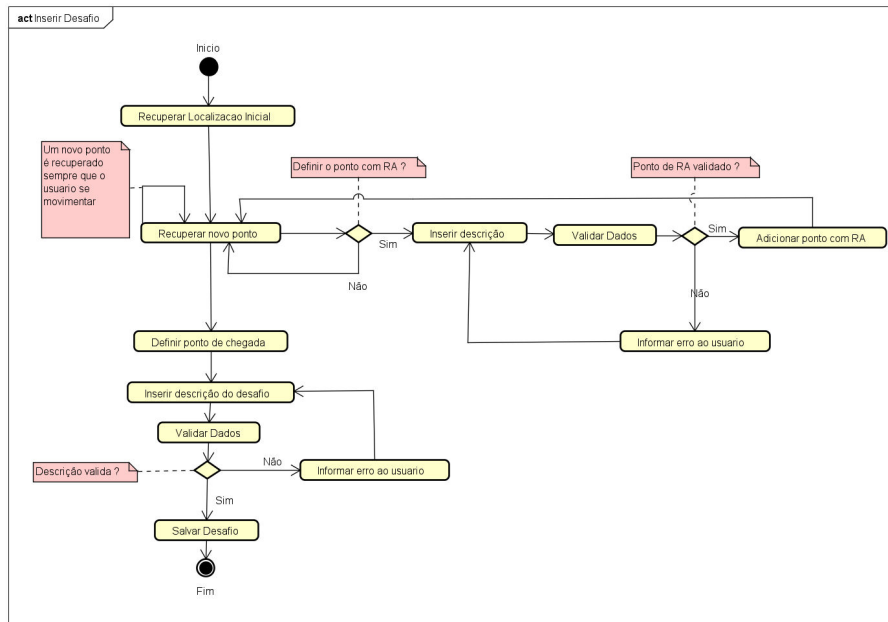 act Inserir Desafio
Inicio
Recuperar Localizacao Inicial
Um novo ponto
é recuperado
sempre que o
usuario se
movimentar
Definir o ponto com RA ?
Ponto de RA validado ?
Recuperar novo ponto
Sim
Inserir descrição
Validar Dados
Sim
Adicionar ponto com RA
Não
Não
Definir ponto de chegada
Informar erro ao usuario
Inserir descrição do desafio
Validar Dados
Descrição valida ?
Não
Informar erro ao usuario
Sim
Salvar Desafio
Fim